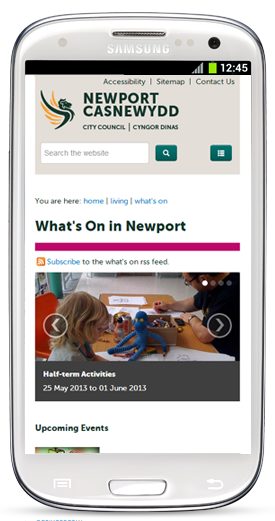 SAMSUNG
12:45
Accessibility | Sitemap | Contact Us
NEWPORT
CASNEWYDD
CITY COUNCIL | CYNGOR DINAS
Search the website
You are here: home | living | what's on
What's On in Newport
Subscribe to the what's on rss feed.
Half-term Activities
25 May 2013 to 01 June 2013
Upcoming Events